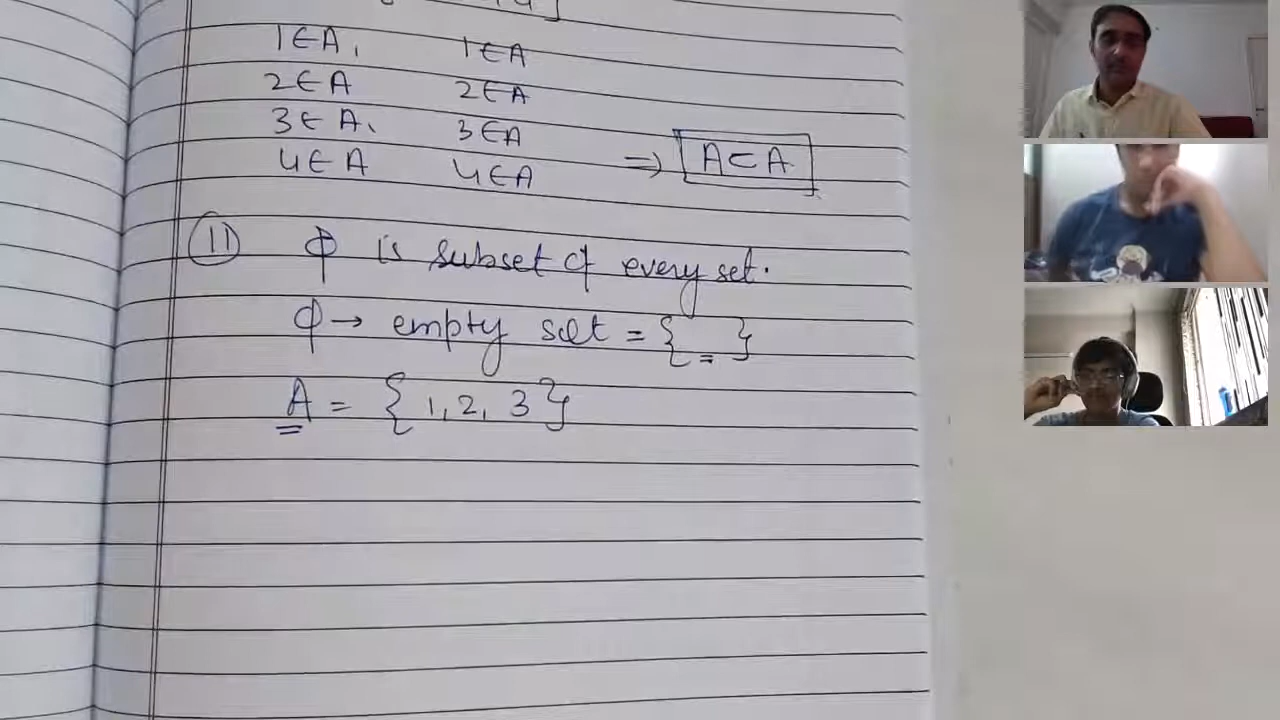 1∈A, 1∈A
2∈A 2∈A
3∈A, 3∈A
4∈A 4∈A ⇒ A⊂A.
11 Φ is subset of every set.
Φ→ empty set = { }
A = {1, 2, 3}